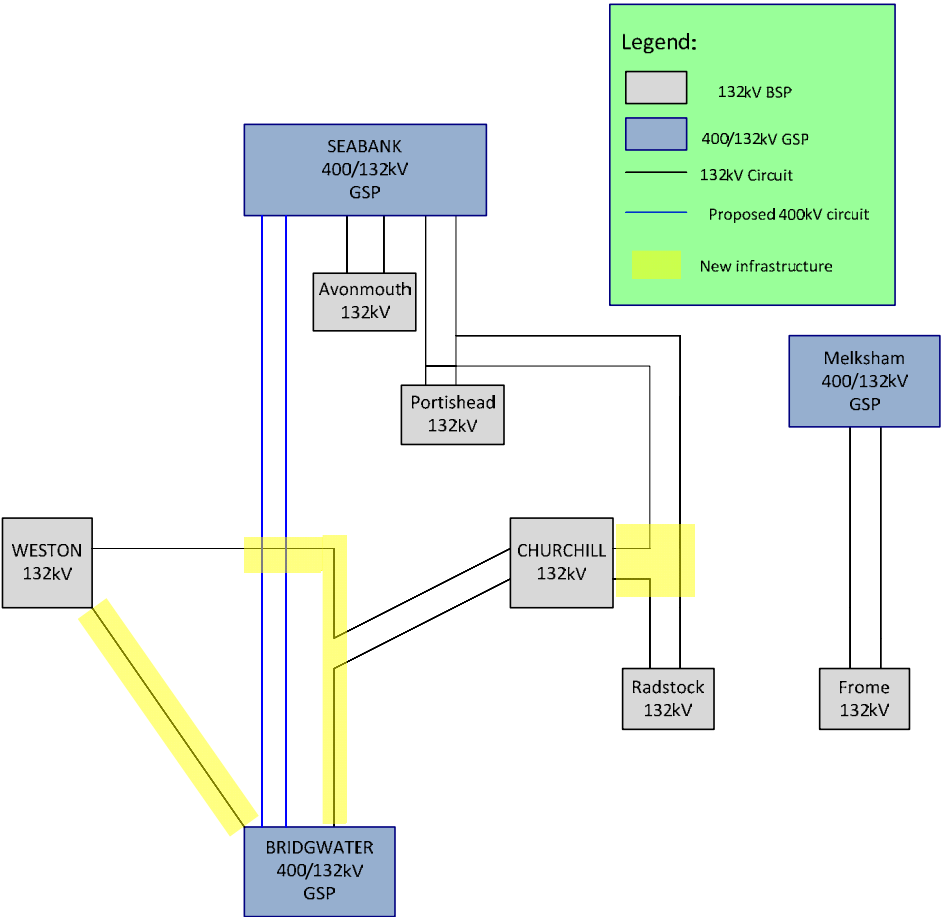 Legend:
132kV BSP
400/132kV GSP
132kV Circuit
Proposed 400kV circuit
New infrastructure
SEABANK
400/132kV
GSP
Avonmouth
132kV
Melksham
400/132kV
GSP
Portishead
132kV
WESTON
132kV
CHURCHILL
132kV
Radstock
132kV
Frome
132kV
BRIDGWATER
400/132kV
GSP